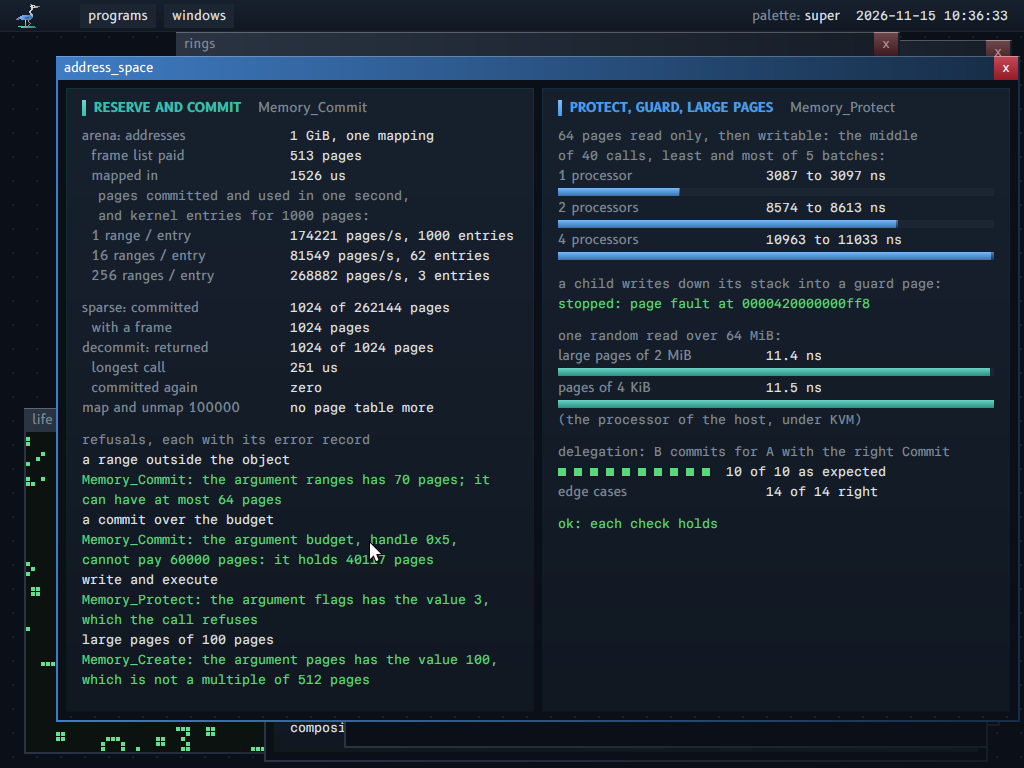 programs windows palette: super 2026-11-15 10:36:33
rings x
x
address_space x
RESERVE AND COMMIT Memory_Commit
arena: addresses 1 GiB, one mapping
frame list paid 513 pages
mapped in 1526 us
pages committed and used in one second,
and kernel entries for 1000 pages:
1 range / entry 174221 pages/s, 1000 entries
16 ranges / entry 81549 pages/s, 62 entries
256 ranges / entry 268882 pages/s, 3 entries
sparse: committed 1024 of 262144 pages
with a frame 1024 pages
decommit: returned 1024 of 1024 pages
longest call 251 us
committed again zero
map and unmap 100000 no page table more
refusals, each with its error record
a range outside the object
Memory_Commit: the argument ranges has 70 pages; it
can have at most 64 pages
a commit over the budget
Memory_Commit: the argument budget, handle 0x5,
cannot pay 60000 pages: it holds 40127 pages
write and execute
Memory_Protect: the argument flags has the value 3,
which the call refuses
large pages of 100 pages
Memory_Create: the argument pages has the value 100,
which is not a multiple of 512 pages
PROTECT, GUARD, LARGE PAGES Memory_Protect
64 pages read only, then writable: the middle
of 40 calls, least and most of 5 batches:
1 processor 3087 to 3097 ns
2 processors 8574 to 8613 ns
4 processors 10963 to 11033 ns
a child writes down its stack into a guard page:
stopped: page fault at 0000420000000ff8
one random read over 64 MiB:
large pages of 2 MiB 11.4 ns
pages of 4 KiB 11.5 ns
(the processor of the host, under KVM)
delegation: B commits for A with the right Commit
10 of 10 as expected
edge cases 14 of 14 right
ok: each check holds
life